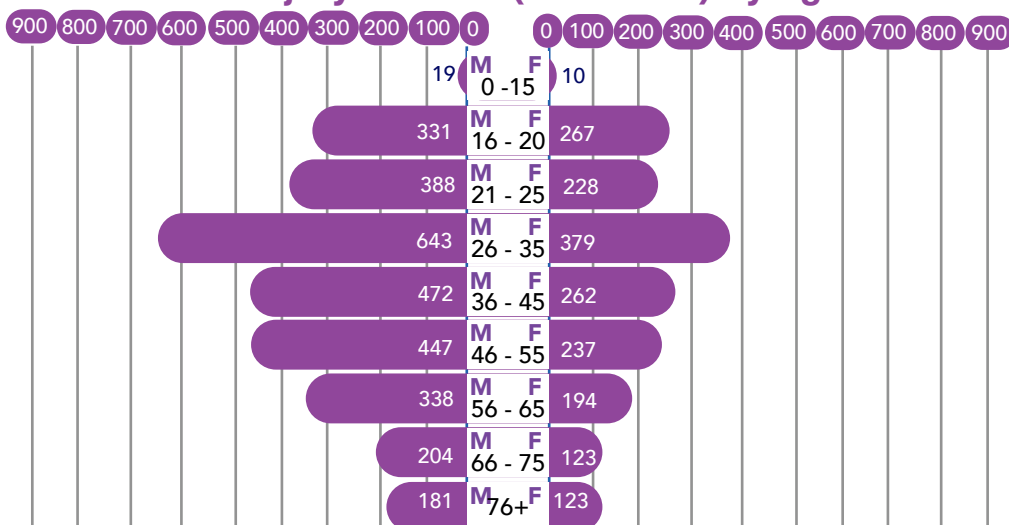 900 800 700 600 500 400 300 200 100 0 0 100 200 300 400 500 600 700 800 900
19 M F 10
0 -15
331 M F 267
16 - 20
388 M F 228
21 - 25
643 M F 379
26 - 35
472 M F 262
36 - 45
447 M F 237
46 - 55
338 M F 194
56 - 65
204 M F 123
66 - 75
181 M 76+ F 123